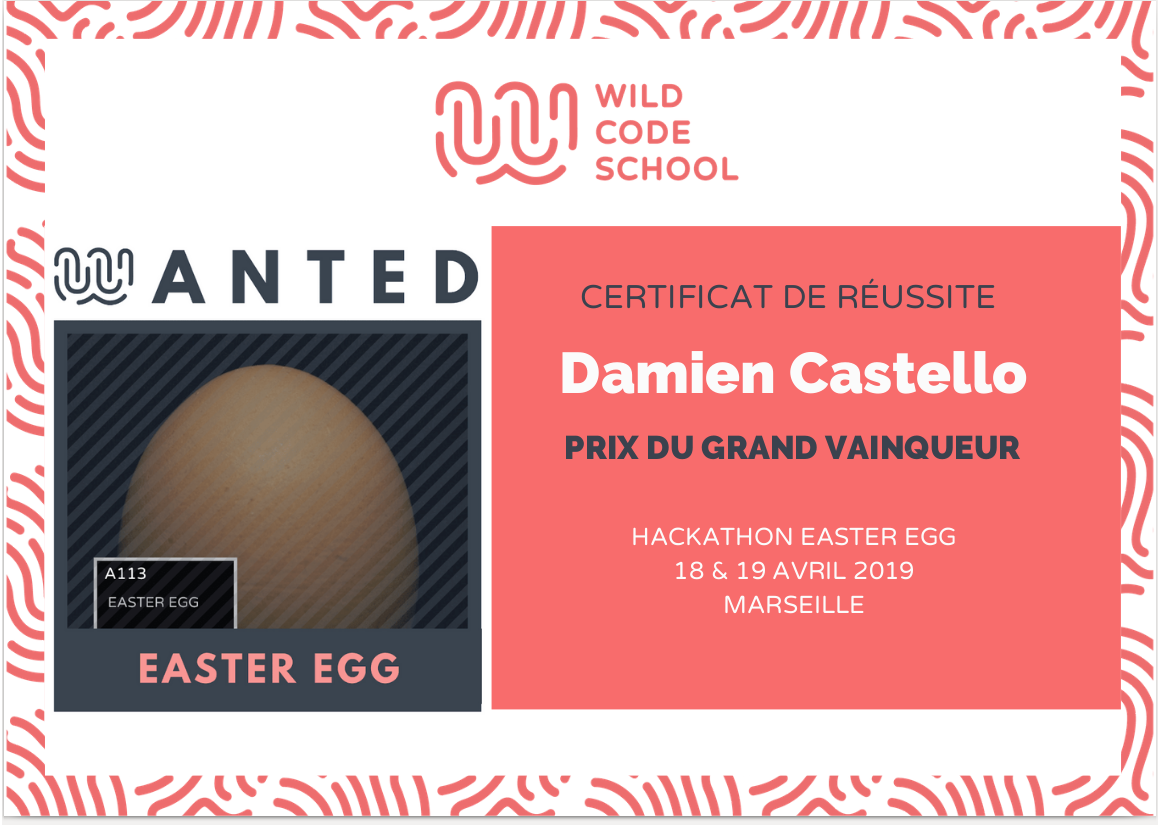 WILD
CODE
SCHOOL
WANTED
A113
EASTER EGG
EASTER EGG
CERTIFICAT DE RÉUSSITE
Damien Castello
PRIX DU GRAND VAINQUEUR
HACKATHON EASTER EGG
18 & 19 AVRIL 2019
MARSEILLE